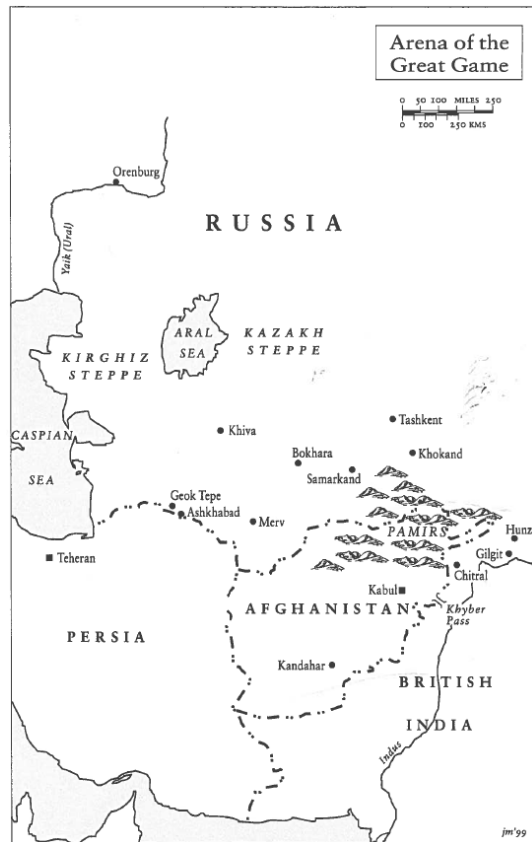 Arena of the
Great Game
0 50 100 MILES 250
0 100 250 KMS
Orenburg
RUSSIA
Yaik (Ural)
ARAL
SEA
KAZAKH
STEPPE
KIRGHIZ
STEPPE
CASPIAN
SEA
Khiva
Tashkent
Bokhara
Khokand
Samarkand
Geok Tepe
Ashkhabad
Merv
PAMIRS
Hunz
Gilgit
Teheran
Chitral
Kabul
AFGHANISTAN
Khyber
Pass
PERSIA
Kandahar
BRITISH
INDIA
Indus
jm'99